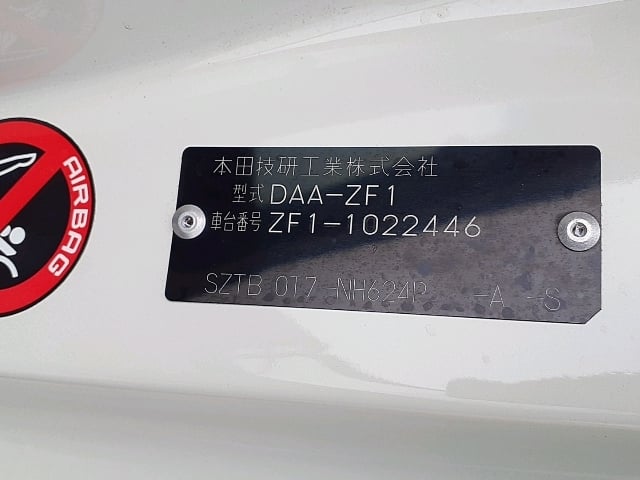 AIRBAG
本田技研工業株式会社
型式 DAA-ZF1
車台番号 ZF1-1022446
SZTB 017 -NH624P -A -S